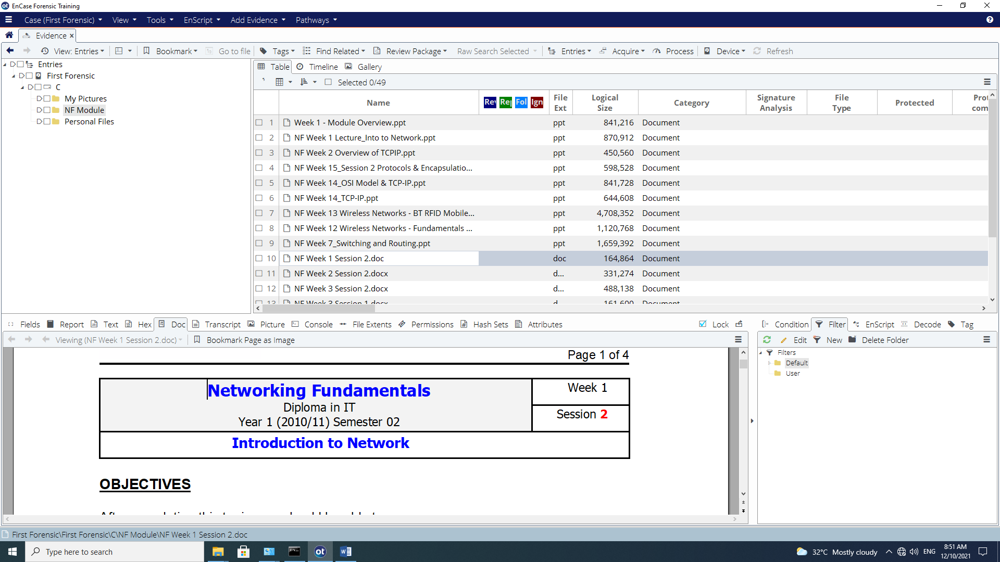 EnCase Forensic Training
Case (First Forensic) View Tools EnScript Add Evidence Pathways
Evidence
View: Entries Bookmark Go to file Tags Find Related Review Package Raw Search Selected Entries Acquire Process Device Refresh
Entries
First Forensic
C
My Pictures
NF Module
Personal Files
Table Timeline Gallery
Selected 0/49
Name Rev Rep Fol Ign File Ext Logical Size Category Signature Analysis File Type Protected
1 Week 1 - Module Overview.ppt ppt 841,216 Document
2 NF Week 1 Lecture_Into to Network.ppt ppt 870,912 Document
3 NF Week 2 Overview of TCPIP.ppt ppt 450,560 Document
4 NF Week 15_Session 2 Protocols & Encapsulatio... ppt 598,528 Document
5 NF Week 14_OSI Model & TCP-IP.ppt ppt 841,728 Document
6 NF Week 14_TCP-IP.ppt ppt 644,608 Document
7 NF Week 13 Wireless Networks - BT RFID Mobile... ppt 4,708,352 Document
8 NF Week 12 Wireless Networks - Fundamentals ... ppt 1,120,768 Document
9 NF Week 7_Switching and Routing.ppt ppt 1,659,392 Document
10 NF Week 1 Session 2.doc doc 164,864 Document
11 NF Week 2 Session 2.docx d... 331,274 Document
12 NF Week 3 Session 2.docx d... 488,138 Document
13 NF Week 3 Session 1.docx d 161,600 Document
Fields Report Text Hex Doc Transcript Picture Console File Extents Permissions Hash Sets Attributes Lock
Viewing (NF Week 1 Session 2.doc) Bookmark Page as Image
Page 1 of 4
Networking Fundamentals
Diploma in IT
Year 1 (2010/11) Semester 02
Week 1
Session 2
Introduction to Network
OBJECTIVES
Condition Filter EnScript Decode Tag
Edit New Delete Folder
Filters
Default
User
First Forensic\First Forensic\C\NF Module\NF Week 1 Session 2.doc
Type here to search
ot
32°C Mostly cloudy
ENG
8:51 AM
12/10/2021